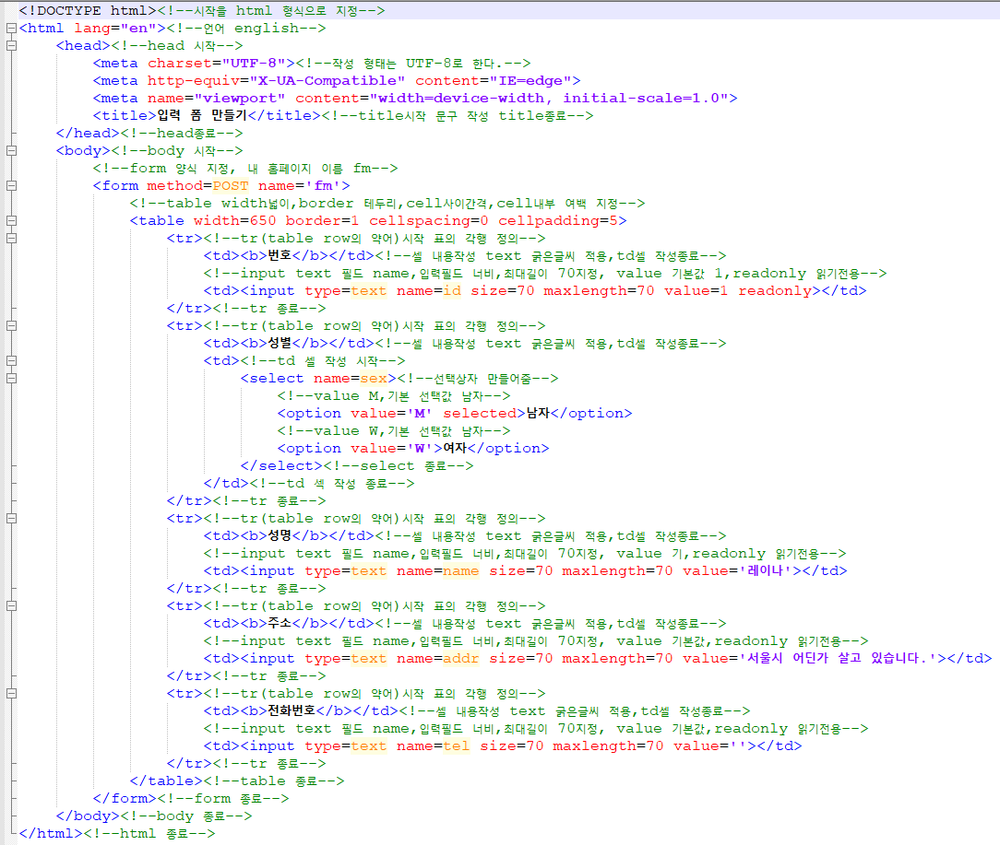 <!DOCTYPE html><!--시작을 html 형식으로 지정-->
<html lang="en"><!--언어 english-->
<head><!--head 시작-->
<meta charset="UTF-8"><!--작성 형태는 UTF-8로 한다.-->
<meta http-equiv="X-UA-Compatible" content="IE=edge">
<meta name="viewport" content="width=device-width, initial-scale=1.0">
<title>입력 폼 만들기</title><!--title시작 문구 작성 title종료-->
</head><!--head종료-->
<body><!--body 시작-->
<!--form 양식 지정, 내 홈페이지 이름 fm-->
<form method=POST name='fm'>
<!--table width넓이,border 테두리,cell사이간격,cell내부 여백 지정-->
<table width=650 border=1 cellspacing=0 cellpadding=5>
<tr><!--tr(table row의 약어)시작 표의 각행 정의-->
<td><b>번호</b></td><!--셀 내용작성 text 굵은글씨 적용,td셀 작성종료-->
<!--input text 필드 name,입력필드 너비,최대길이 70지정, value 기본값 1,readonly 읽기전용-->
<td><input type=text name=id size=70 maxlength=70 value=1 readonly></td>
</tr><!--tr 종료-->
<tr><!--tr(table row의 약어)시작 표의 각행 정의-->
<td><b>성별</b></td><!--셀 내용작성 text 굵은글씨 적용,td셀 작성종료-->
<td><!--td 셀 작성 시작-->
<select name=sex><!--선택상자 만들어줌-->
<!--value M,기본 선택값 남자-->
<option value='M' selected>남자</option>
<!--value W,기본 선택값 남자-->
<option value='W'>여자</option>
</select><!--select 종료-->
</td><!--td 섹 작성 종료-->
</tr><!--tr 종료-->
<tr><!--tr(table row의 약어)시작 표의 각행 정의-->
<td><b>성명</b></td><!--셀 내용작성 text 굵은글씨 적용,td셀 작성종료-->
<!--input text 필드 name,입력필드 너비,최대길이 70지정, value 기,readonly 읽기전용-->
<td><input type=text name=name size=70 maxlength=70 value='레이나'></td>
</tr><!--tr 종료-->
<tr><!--tr(table row의 약어)시작 표의 각행 정의-->
<td><b>주소</b></td><!--셀 내용작성 text 굵은글씨 적용,td셀 작성종료-->
<!--input text 필드 name,입력필드 너비,최대길이 70지정, value 기본값,readonly 읽기전용-->
<td><input type=text name=addr size=70 maxlength=70 value='서울시 어딘가 살고 있습니다.'></td>
</tr><!--tr 종료-->
<tr><!--tr(table row의 약어)시작 표의 각행 정의-->
<td><b>전화번호</b></td><!--셀 내용작성 text 굵은글씨 적용,td셀 작성종료-->
<!--input text 필드 name,입력필드 너비,최대길이 70지정, value 기본값,readonly 읽기전용-->
<td><input type=text name=tel size=70 maxlength=70 value=''></td>
</tr><!--tr 종료-->
</table><!--table 종료-->
</form><!--form 종료-->
</body><!--body 종료-->
</html><!--html 종료-->